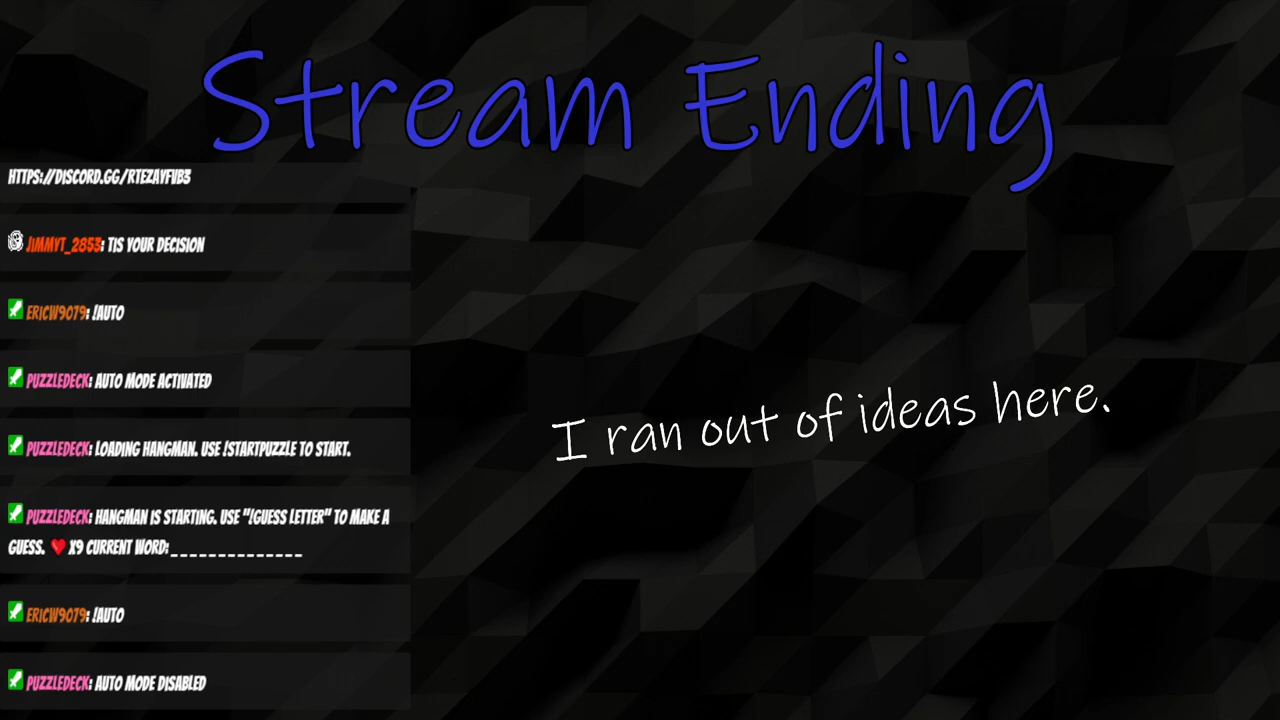 Stream Ending
HTTPS://DISCORD.GG/R1EZAYFVB3
JIMMYT_2853: TIS YOUR DECISION
ERICW9079: !AUTO
PUZZLEDECK: AUTO MODE ACTIVATED
PUZZLEDECK: LOADING HANGMAN. USE !STARTPUZZLE TO START.
PUZZLEDECK: HANGMAN IS STARTING. USE "!GUESS LETTER" TO MAKE A
GUESS. ❤ X9 CURRENT WORD: _ _ _ _ _ _ _ _ _ _ _ _ _ _
ERICW9079: !AUTO
PUZZLEDECK: AUTO MODE DISABLED
I ran out of ideas here.